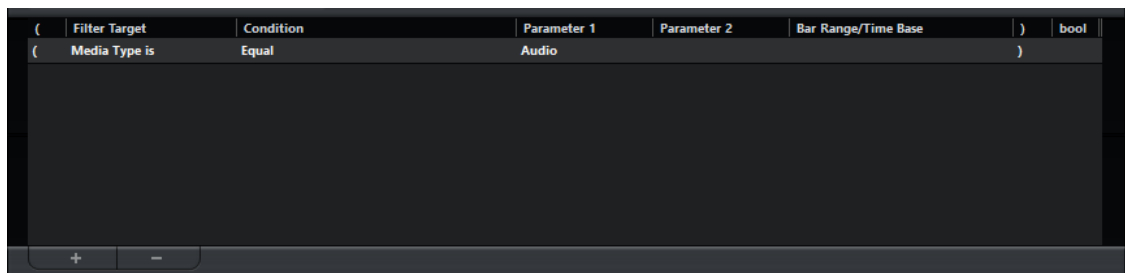 ( Filter Target Condition Parameter 1 Parameter 2 Bar Range/Time Base ) bool
( Media Type is Equal Audio )
+ −